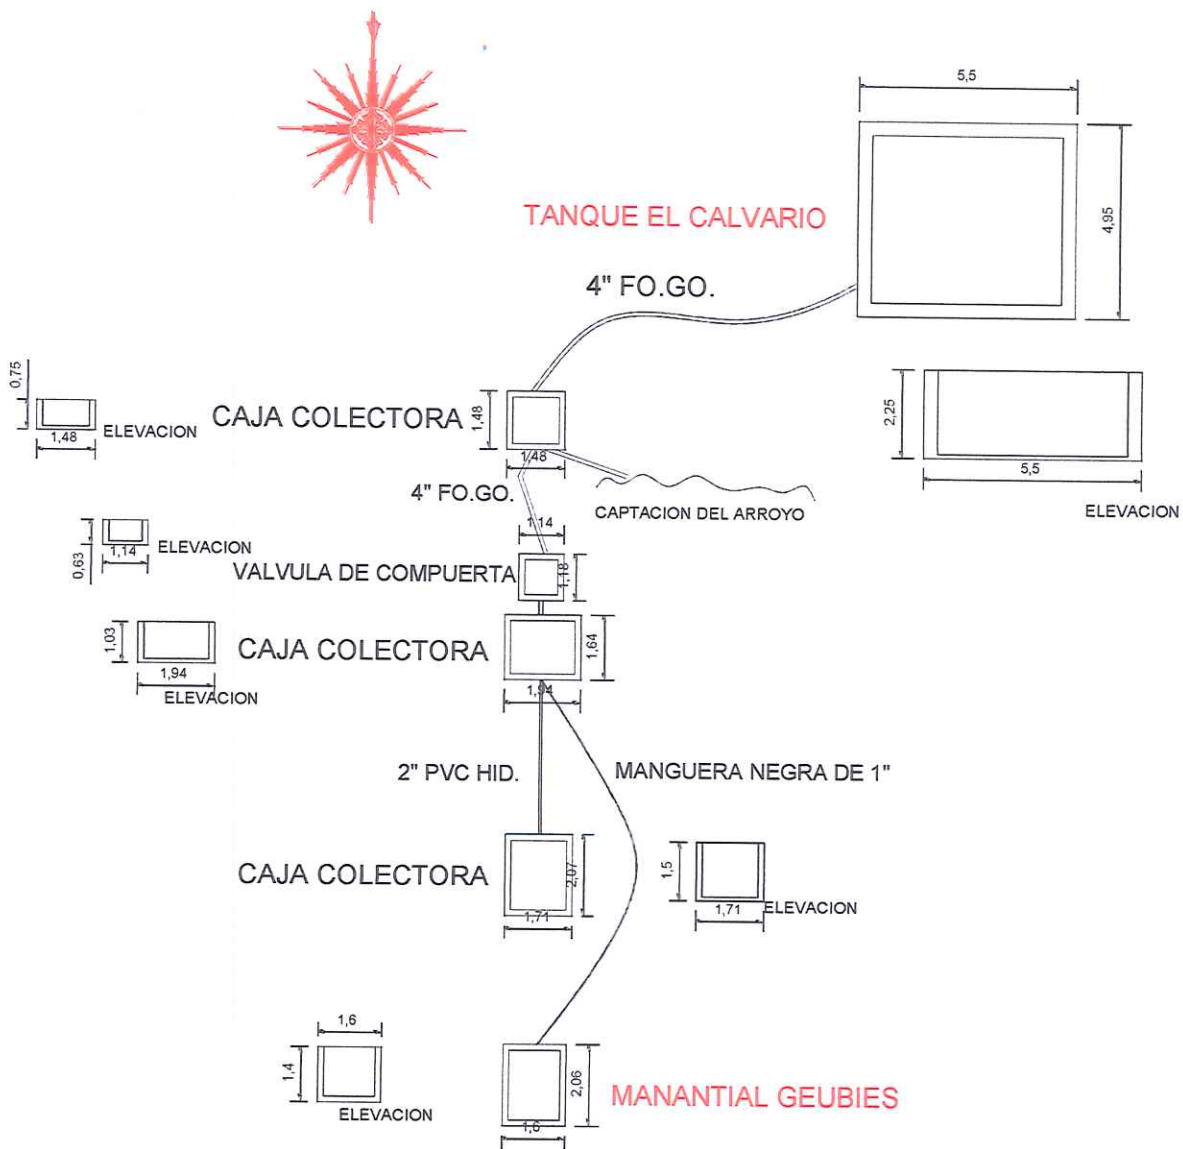 5,5
TANQUE EL CALVARIO
4,95
4" FO.GO.
0,75
1,48
ELEVACION
CAJA COLECTORA
1,48
1,48
2,25
5,5
ELEVACION
4" FO.GO.
CAPTACION DEL ARROYO
0,63
1,14
ELEVACION
1,14
VALVULA DE COMPUERTA
1,18
1,03
1,94
ELEVACION
CAJA COLECTORA
1,64
1,94
2" PVC HID.
MANGUERA NEGRA DE 1"
CAJA COLECTORA
2,07
1,71
1,5
1,71
ELEVACION
1,6
1,4
ELEVACION
2,06
1,6
MANANTIAL GEUBIES